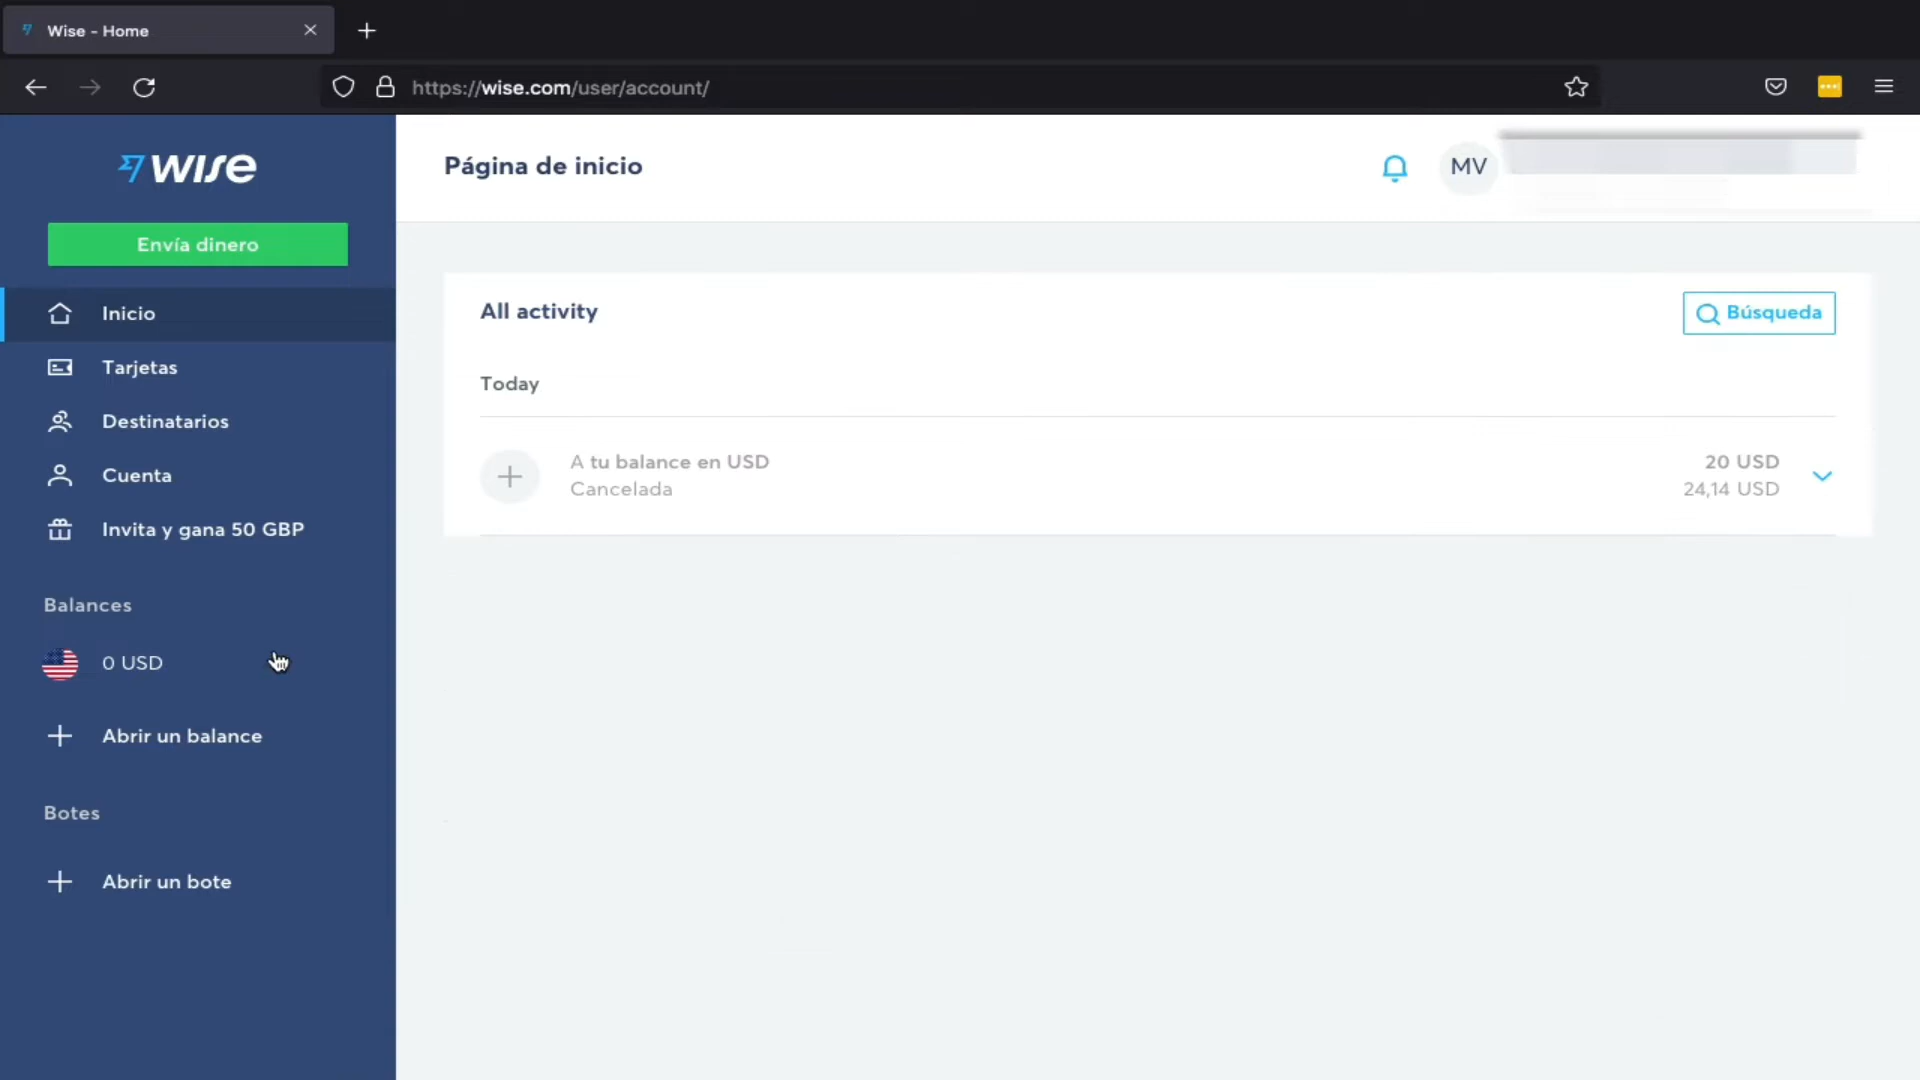 Wise - Home
https://wise.com/user/account/
wise
Envía dinero
Inicio
Tarjetas
Destinatarios
Cuenta
Invita y gana 50 GBP
Balances
0 USD
Abrir un balance
Botes
Abrir un bote
Página de inicio
MV
All activity
Búsqueda
Today
A tu balance en USD
20 USD
Cancelada
24,14 USD